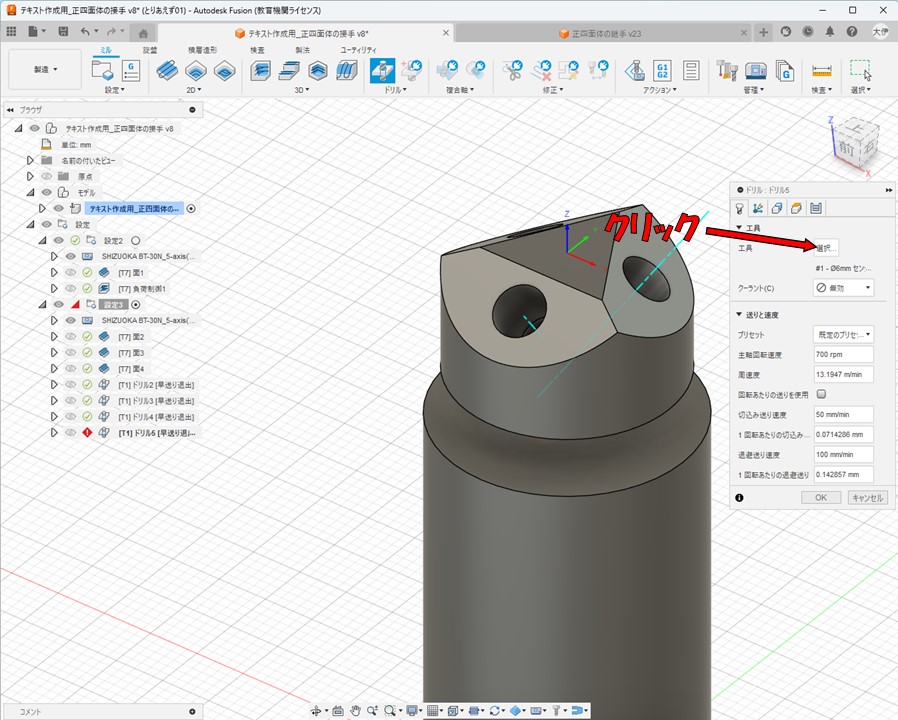 テキスト作成用_正四面体の接手 v8* (とりあえず01) - Autodesk Fusion (教育機関ライセンス)
テキスト作成用_正四面体の接手 v8*
正四面体の継手 v23
大伊
ミル
旋盤
積層造形
検査
製法
ユーティリティ
製造
設定
2D
3D
ドリル
複合軸
修正
アクション
管理
検査
選択
G1
G2
ブラウザ
テキスト作成用_正四面体の接手 v8
単位: mm
名前の付いたビュー
原点
モデル
テキスト作成用_正四面体の...
設定
設定2
SHIZUOKA BT-30N_5-axis(...
[T7] 面1
[T7] 負荷制御1
設定3
SHIZUOKA BT-30N_5-axis(...
[T7] 面2
[T7] 面3
[T7] 面4
[T1] ドリル2 [早送り退出]
[T1] ドリル3 [早送り退出]
[T1] ドリル4 [早送り退出]
[T1] ドリル5 [早送り退...
Z
X
前
右
Z
クリック
ドリル : ドリル5
工具
工具
選択...
#1 - Ø6mm セン...
クーラント(C)
無効
送りと速度
プリセット
既定のプリセ...
主軸回転速度
700 rpm
周速度
13.1947 m/min
回転あたりの送りを使用
切込み送り速度
50 mm/min
1 回転あたりの切込み...
0.0714286 mm
退避送り速度
100 mm/min
1 回転あたりの退避送り
0.142857 mm
OK
キャンセル
コメント